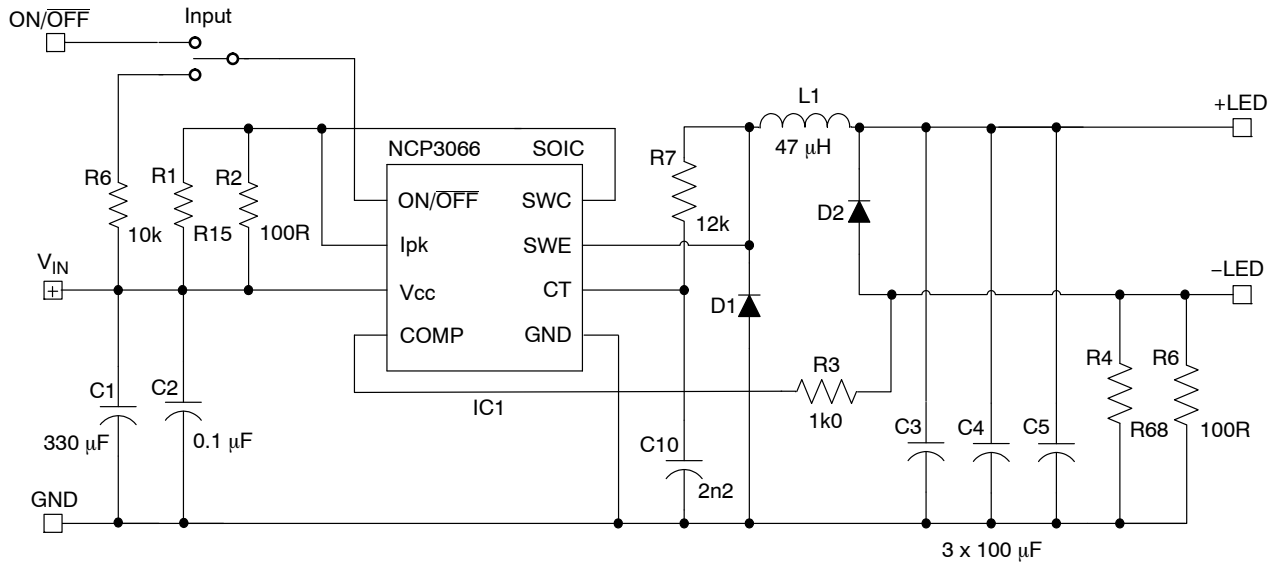 ON/OFF
Input
L1
+LED
NCP3066 SOIC
R7
47 μH
R6 R1 R2
ON/OFF SWC
D2
12k
10k R15 100R
Ipk SWE
VIN
–LED
+
Vcc CT
D1
COMP GND
R3
R4 R6
C1 C2
IC1
1k0
C3 C4 C5
R68 100R
330 μF 0.1 μF
C10
2n2
GND
3 x 100 μF